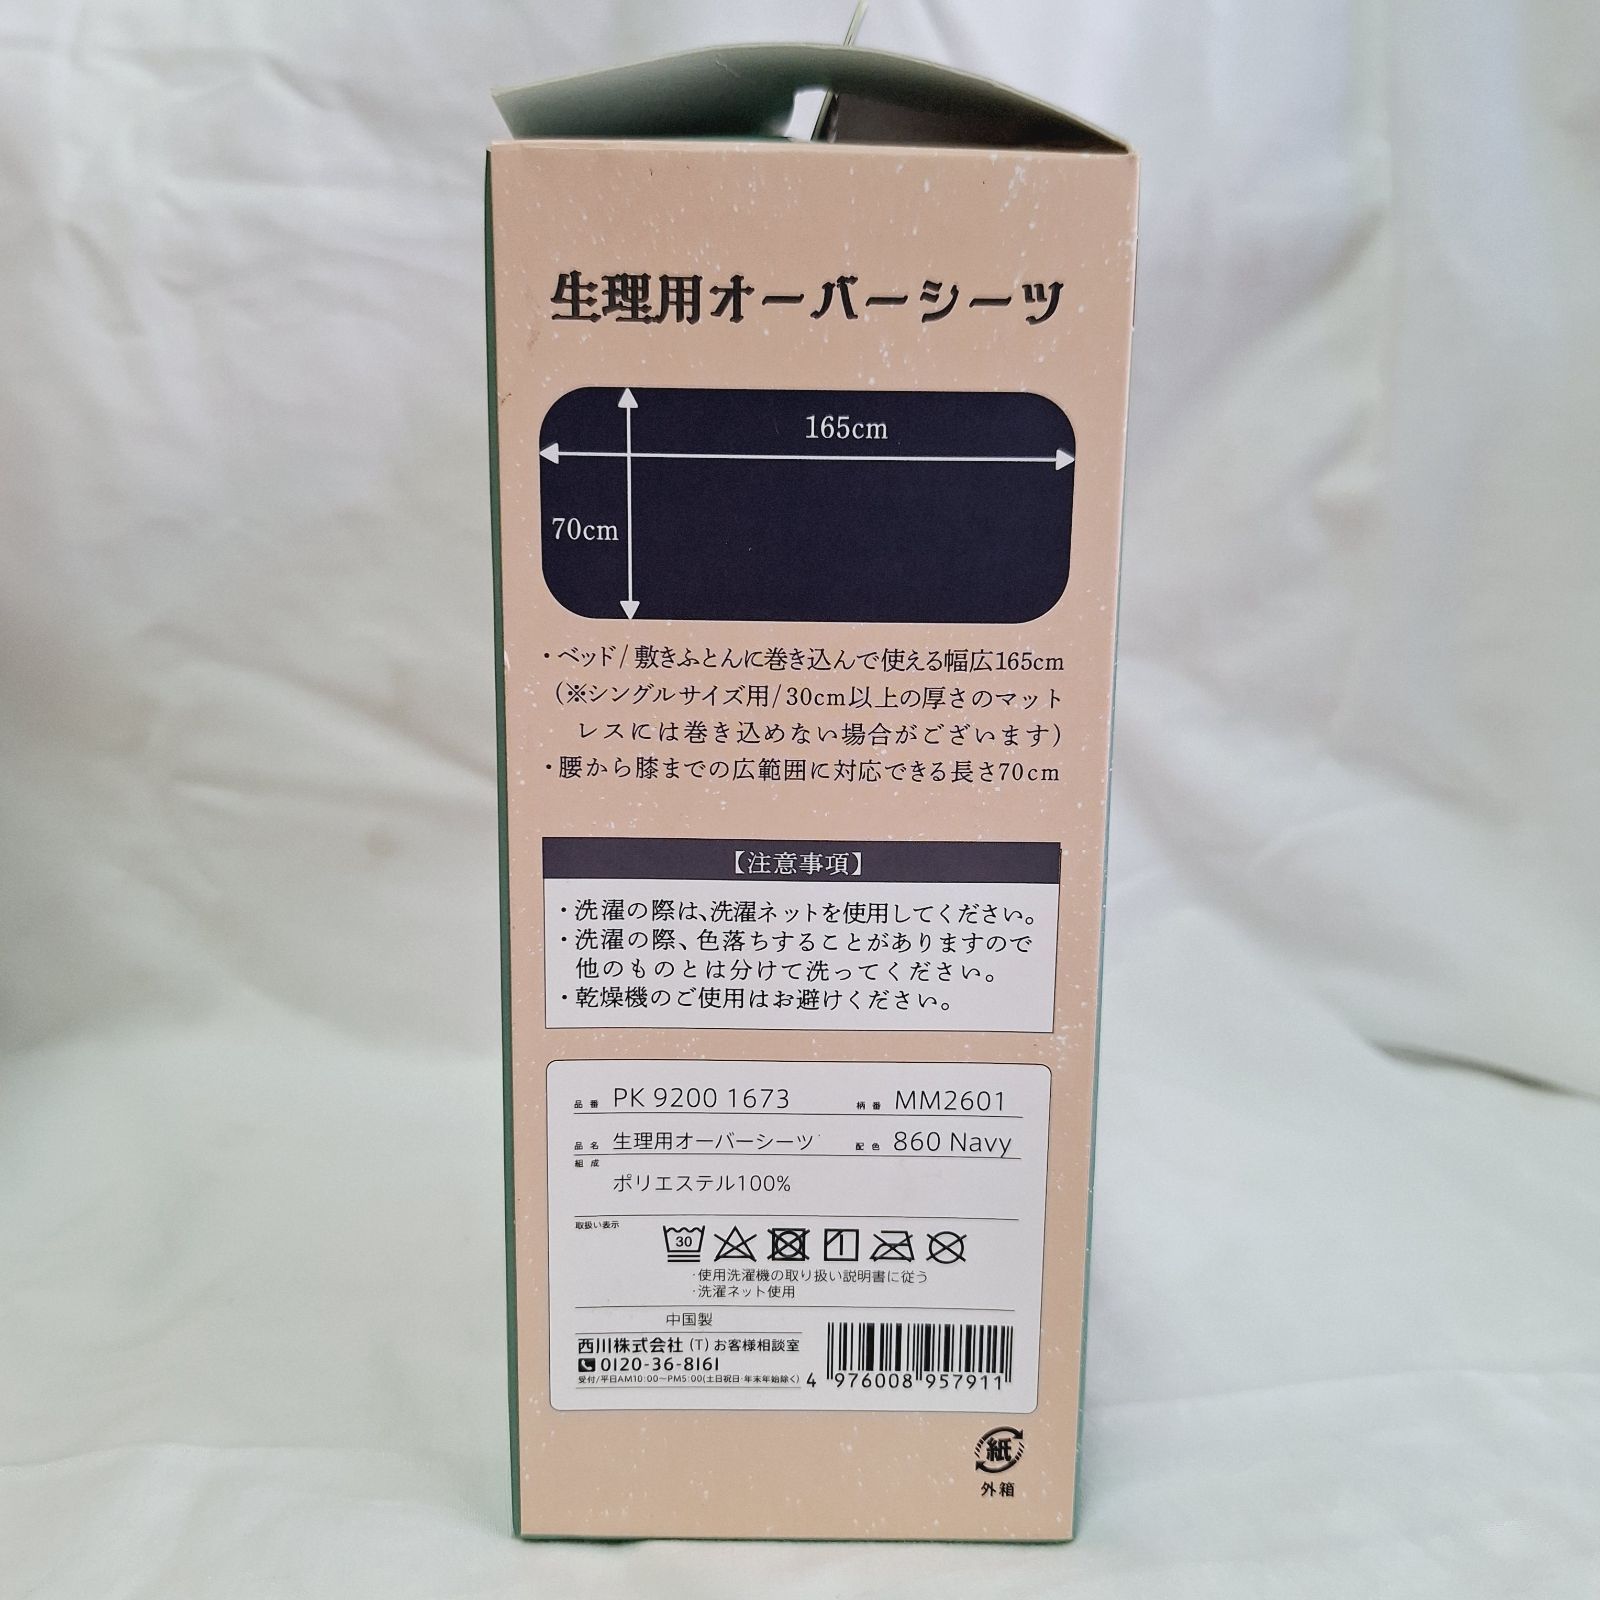 生理用オーバーシーツ
165cm
70cm
・ベッド/敷きふとんに巻き込んで使える幅広165cm
(※シングルサイズ用/30cm以上の厚さのマット
レスには巻き込めない場合がございます)
・腰から膝までの広範囲に対応できる長さ70cm
【注意事項】
・洗濯の際は、洗濯ネットを使用してください。
・洗濯の際、色落ちすることがありますので
他のものとは分けて洗ってください。
・乾燥機のご使用はお避けください。
品番 PK 9200 1673 柄番 MM2601
品名 生理用オーバーシーツ 配色 860 Navy
組成
ポリエステル100%
取扱い表示
30
・使用洗濯機の取り扱い説明書に従う
・洗濯ネット使用
中国製
西川株式会社 (T) お客様相談室
0120-36-8161
受付/平日AM10:00〜PM5:00(土日祝日・年末年始除く)
4 976008 957911
紙
外箱